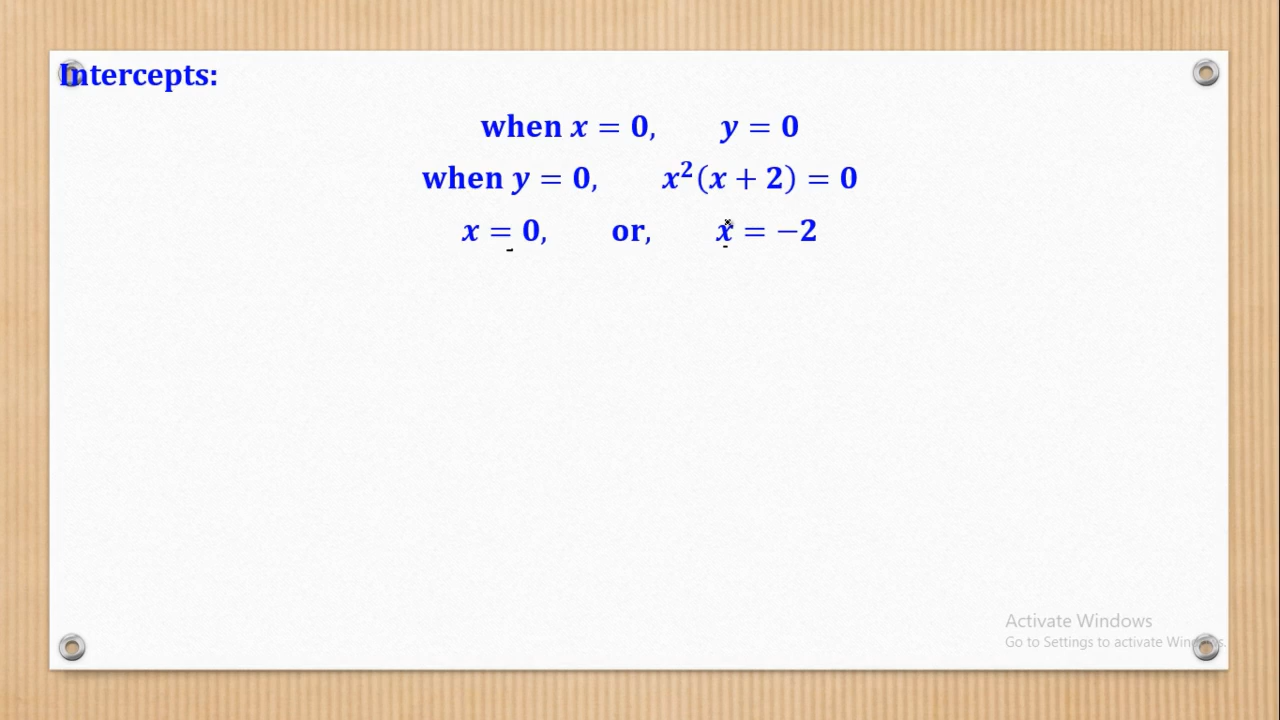 Intercepts:
when x = 0, y = 0
when y = 0, x²(x + 2) = 0
x = 0, or, x = −2
Activate Windows
Go to Settings to activate Windows.